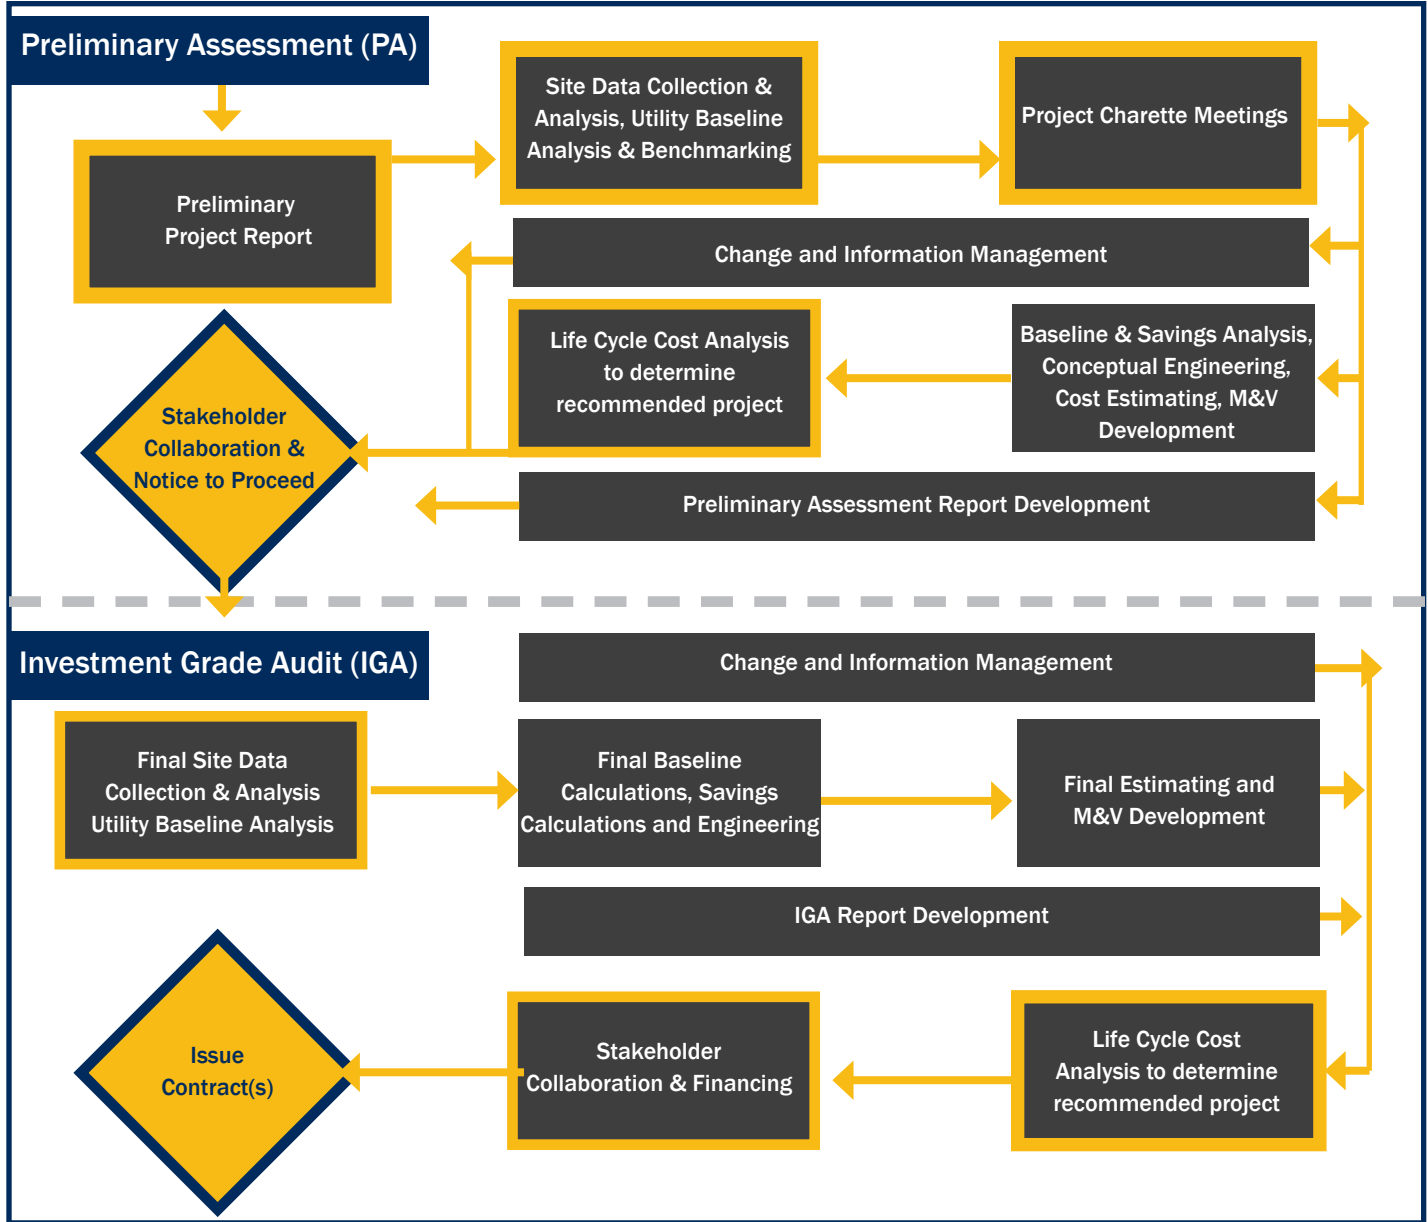 Preliminary Assessment (PA)
Preliminary
Project Report
Site Data Collection &
Analysis, Utility Baseline
Analysis & Benchmarking
Project Charette Meetings
Change and Information Management
Baseline & Savings Analysis,
Conceptual Engineering,
Cost Estimating, M&V
Development
Life Cycle Cost Analysis
to determine
recommended project
Stakeholder
Collaboration &
Notice to Proceed
Preliminary Assessment Report Development
Investment Grade Audit (IGA)
Change and Information Management
Final Site Data
Collection & Analysis
Utility Baseline Analysis
Final Baseline
Calculations, Savings
Calculations and Engineering
Final Estimating and
M&V Development
IGA Report Development
Life Cycle Cost
Analysis to determine
recommended project
Stakeholder
Collaboration & Financing
Issue
Contract(s)